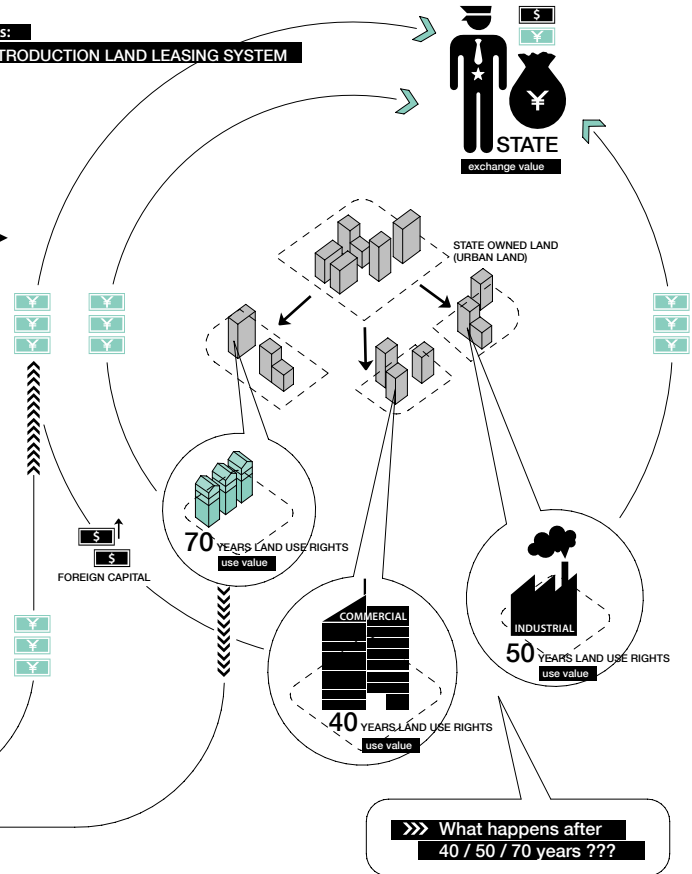 s:
TRODUCTION LAND LEASING SYSTEM
$
¥
¥
STATE
exchange value
STATE OWNED LAND
(URBAN LAND)
¥
¥
¥
¥
¥
¥
¥
¥
¥
70 YEARS LAND USE RIGHTS
use value
$
$
FOREIGN CAPITAL
COMMERCIAL
40 YEARS LAND USE RIGHTS
use value
INDUSTRIAL
50 YEARS LAND USE RIGHTS
use value
¥
¥
¥
What happens after
40 / 50 / 70 years ???